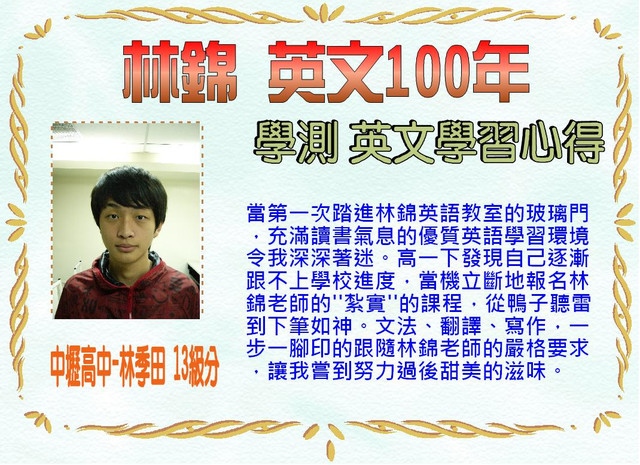 林錦 英文100年
學測 英文學習心得
當第一次踏進林錦英語教室的玻璃門
，充滿讀書氣息的優質英語學習環境
令我深深著迷。高一下發現自己逐漸
跟不上學校進度，當機立斷地報名林
錦老師的"紮實"的課程，從鴨子聽雷
到下筆如神。文法、翻譯、寫作，一
步一腳印的跟隨林錦老師的嚴格要求
，讓我嘗到努力過後甜美的滋味。
中壢高中-林季田 13級分